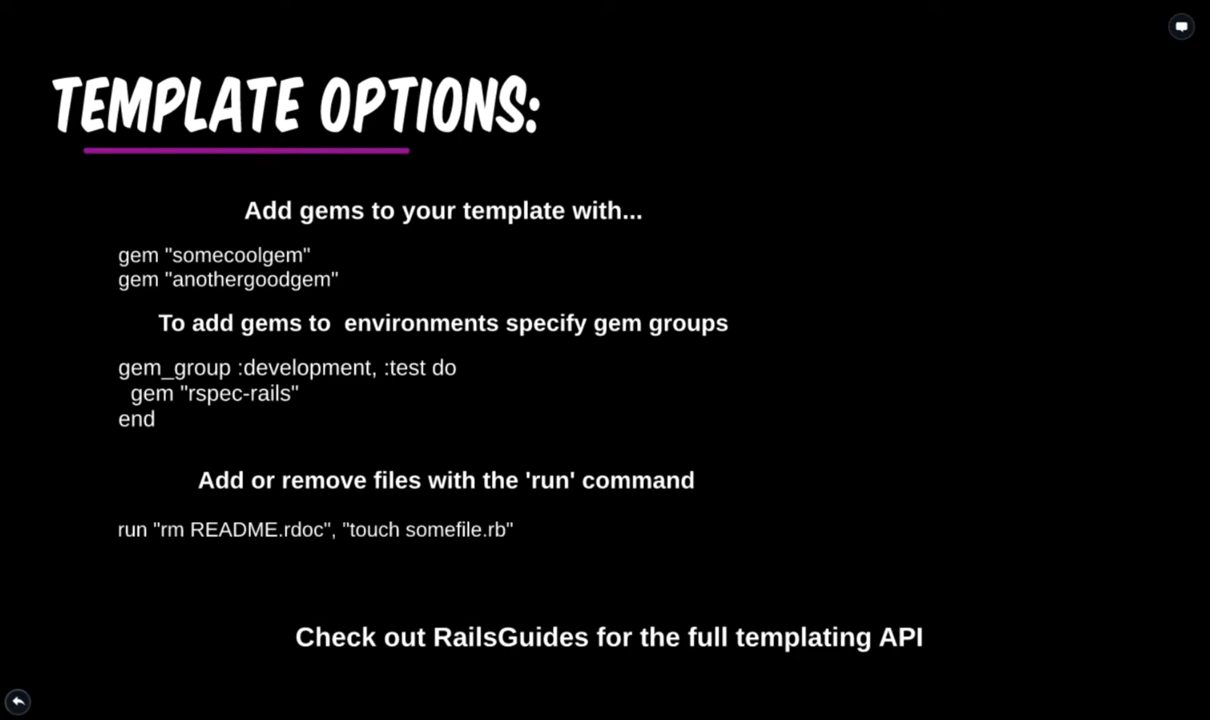 TEMPLATE OPTIONS:
Add gems to your template with...
gem "somecoolgem"
gem "anothergoodgem"
To add gems to  environments specify gem groups
gem_group :development, :test do
  gem "rspec-rails"
end
Add or remove files with the 'run' command
run "rm README.rdoc", "touch somefile.rb"
Check out RailsGuides for the full templating API